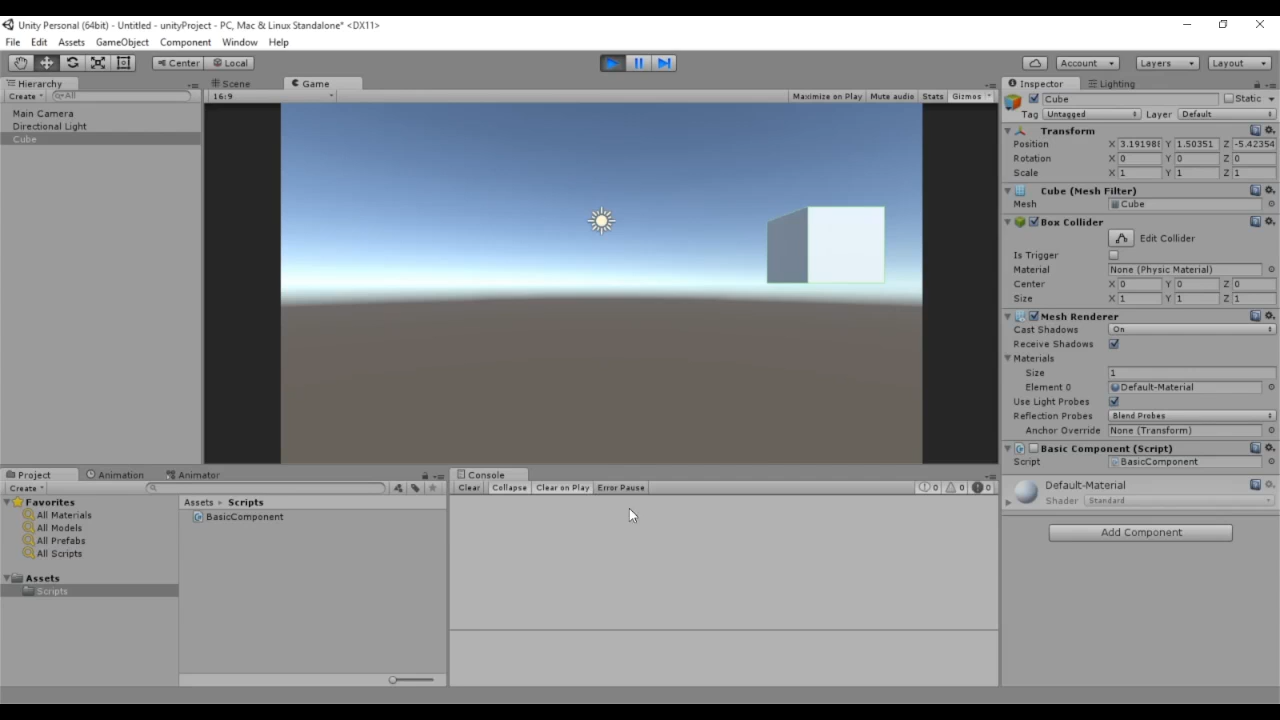 Unity Personal (64bit) - Untitled - unityProject - PC, Mac & Linux Standalone* <DX11>
File Edit Assets GameObject Component Window Help
Center Local Account Layers Layout
Hierarchy
Create All
Main Camera
Directional Light
Cube
Scene Game
16:9 Maximize on Play Mute audio Stats Gizmos
Inspector Lighting
Cube Static
Tag Untagged Layer Default
Transform
Position X 3.191988 Y 1.50351 Z -5.42354
Rotation X 0 Y 0 Z 0
Scale X 1 Y 1 Z 1
Cube (Mesh Filter)
Mesh Cube
Box Collider
Edit Collider
Is Trigger
Material None (Physic Material)
Center X 0 Y 0 Z 0
Size X 1 Y 1 Z 1
Mesh Renderer
Cast Shadows On
Receive Shadows
Materials
Size 1
Element 0 Default-Material
Use Light Probes
Reflection Probes Blend Probes
Anchor Override None (Transform)
Basic Component (Script)
Script BasicComponent
Default-Material
Shader Standard
Add Component
Project Animation Animator
Create
Favorites
All Materials
All Models
All Prefabs
All Scripts
Assets
Scripts
Assets Scripts
BasicComponent
Console
Clear Collapse Clear on Play Error Pause 0 0 0